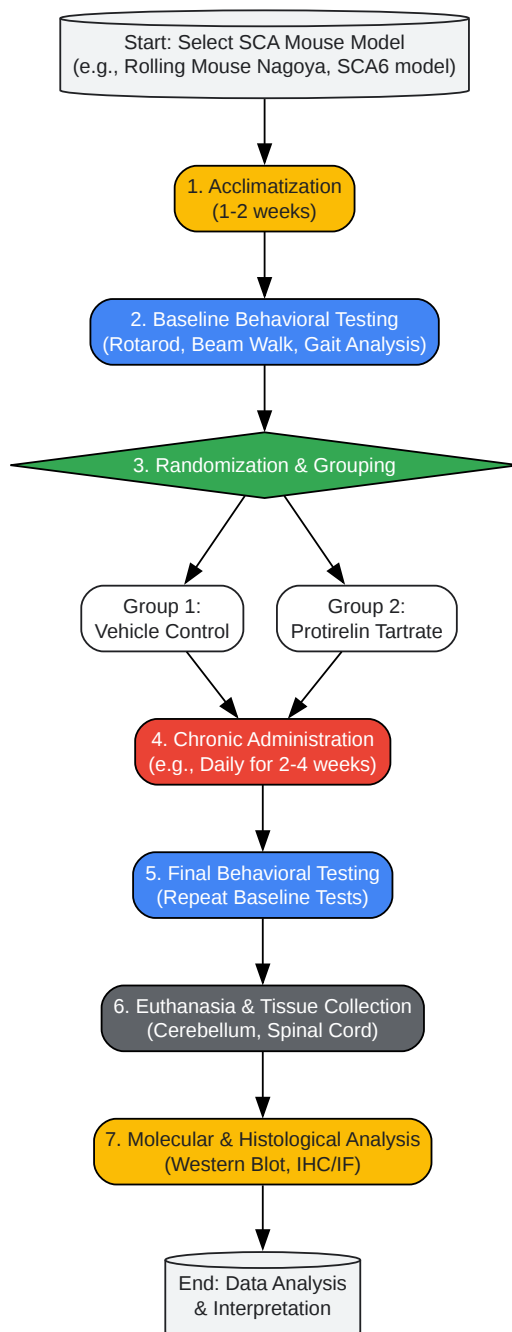 Start: Select SCA Mouse Model
(e.g., Rolling Mouse Nagoya, SCA6 model)
1. Acclimatization
(1-2 weeks)
2. Baseline Behavioral Testing
(Rotarod, Beam Walk, Gait Analysis)
3. Randomization & Grouping
Group 1:
Vehicle Control
Group 2:
Protirelin Tartrate
4. Chronic Administration
(e.g., Daily for 2-4 weeks)
5. Final Behavioral Testing
(Repeat Baseline Tests)
6. Euthanasia & Tissue Collection
(Cerebellum, Spinal Cord)
7. Molecular & Histological Analysis
(Western Blot, IHC/IF)
End: Data Analysis
& Interpretation